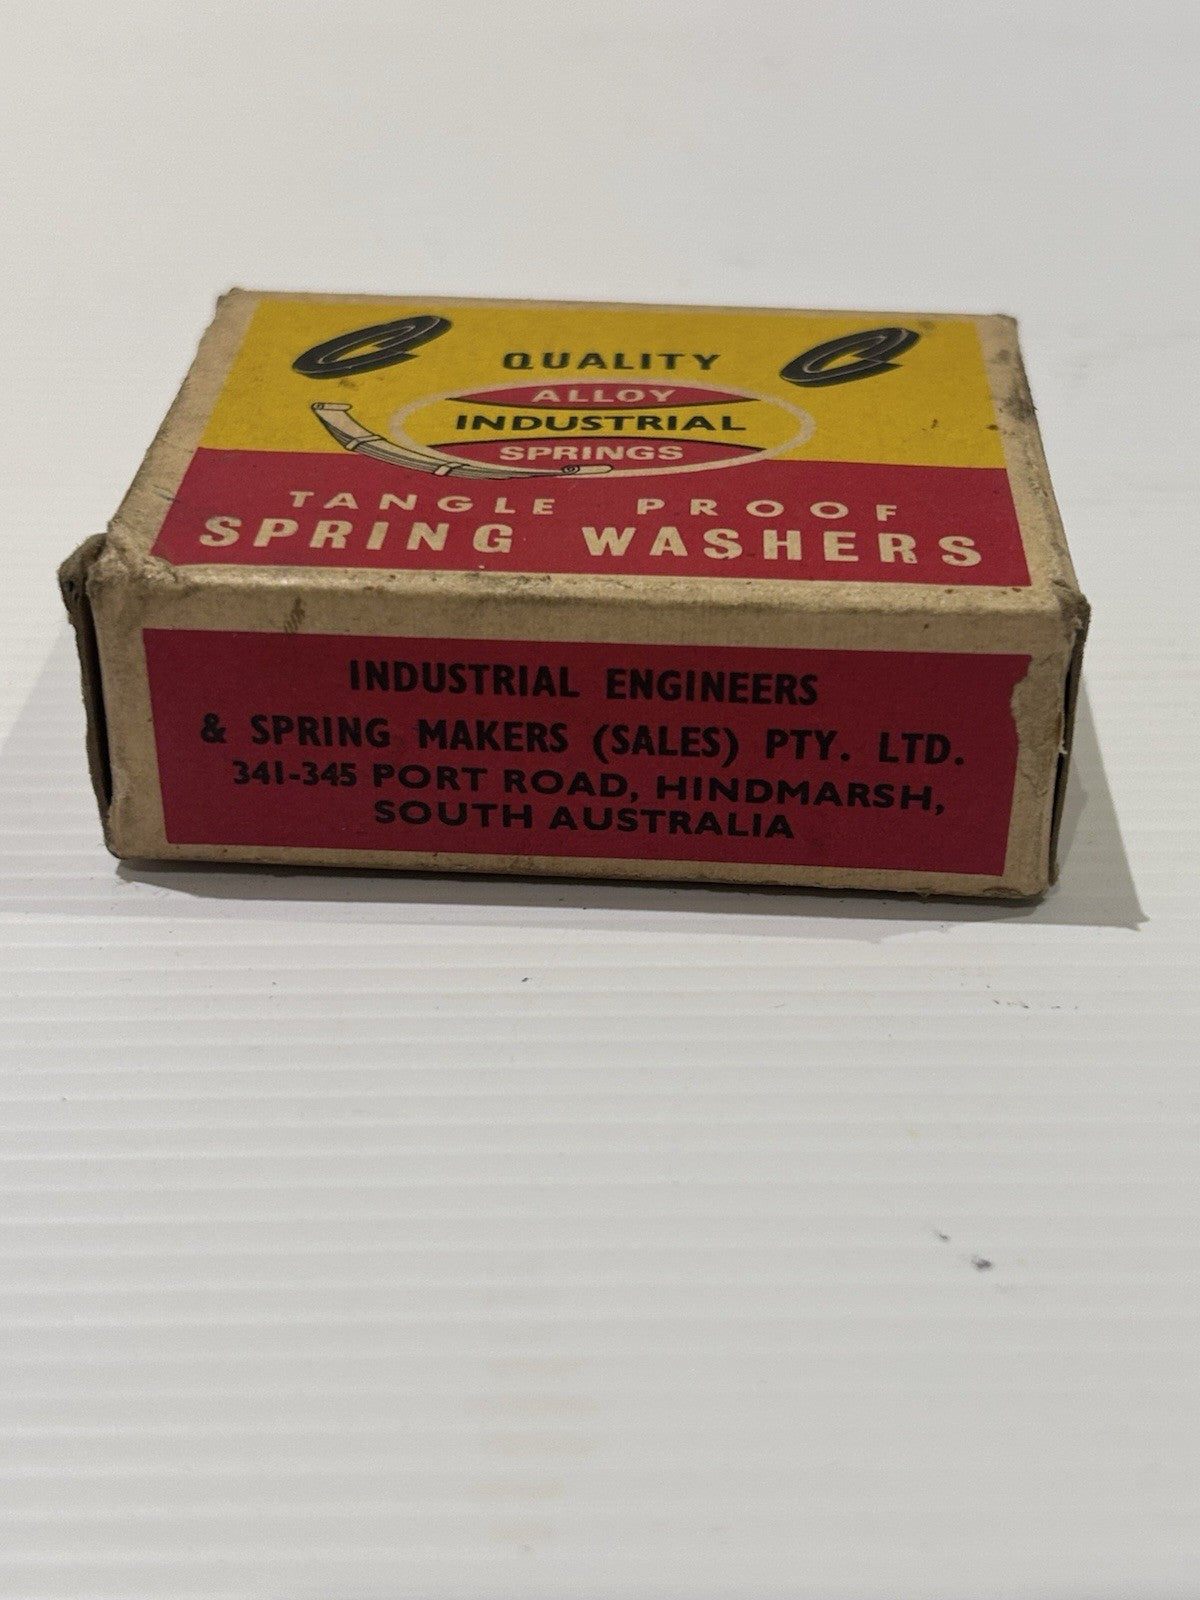 QUALITY
ALLOY
INDUSTRIAL
SPRINGS
TANGLE PROOF
SPRING WASHERS
INDUSTRIAL ENGINEERS
& SPRING MAKERS (SALES) PTY. LTD.
341-345 PORT ROAD, HINDMARSH,
SOUTH AUSTRALIA